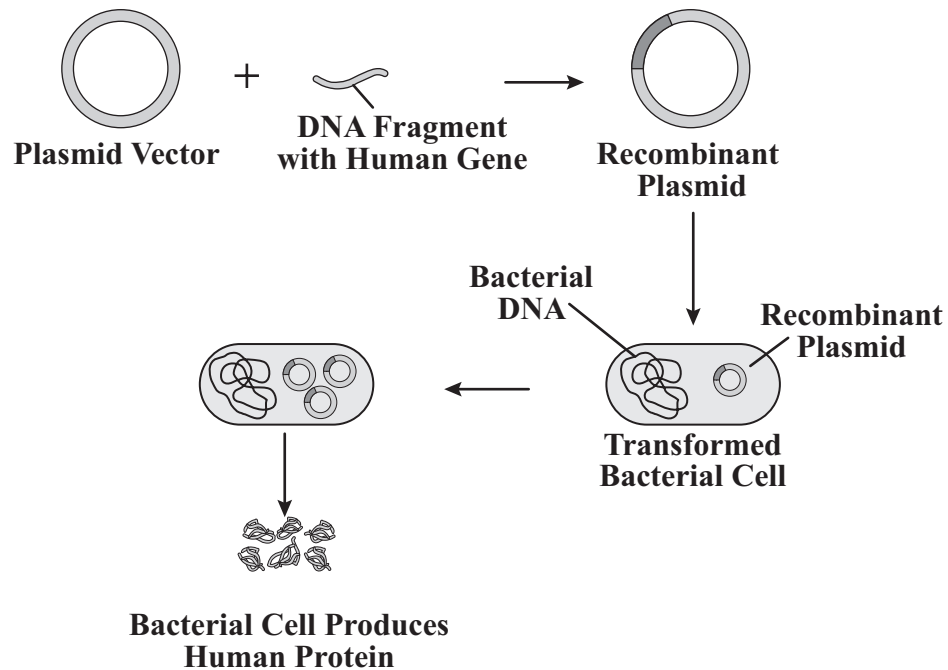 +
Plasmid Vector
DNA Fragment
with Human Gene
Recombinant
Plasmid
Bacterial
DNA
Recombinant
Plasmid
Transformed
Bacterial Cell
Bacterial Cell Produces
Human Protein